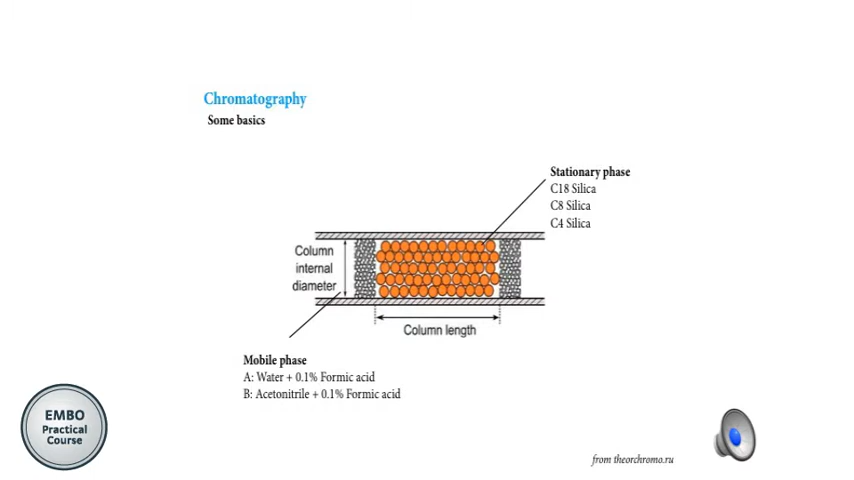 Chromatography
Some basics
Stationary phase
C18 Silica
C8 Silica
C4 Silica
Column
internal
diameter
Column length
Mobile phase
A: Water + 0.1% Formic acid
B: Acetonitrile + 0.1% Formic acid
EMBO
Practical
Course
from theorchromo.ru